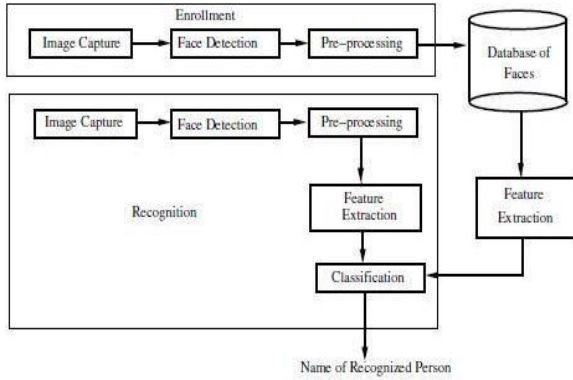 Enrollment
Image Capture
Face Detection
Pre-processing
Database of
Faces
Image Capture
Face Detection
Pre-processing
Recognition
Feature
Extraction
Feature
Extraction
Classification
Name of Recognized Person